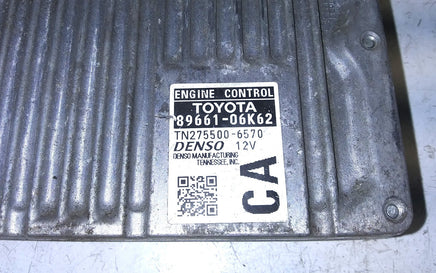 ENGINE CONTROL
TOYOTA
89661-06K62
TN275500-6570
DENSO 12V
DENSO MANUFACTURING
TENNESSEE, INC.
CA